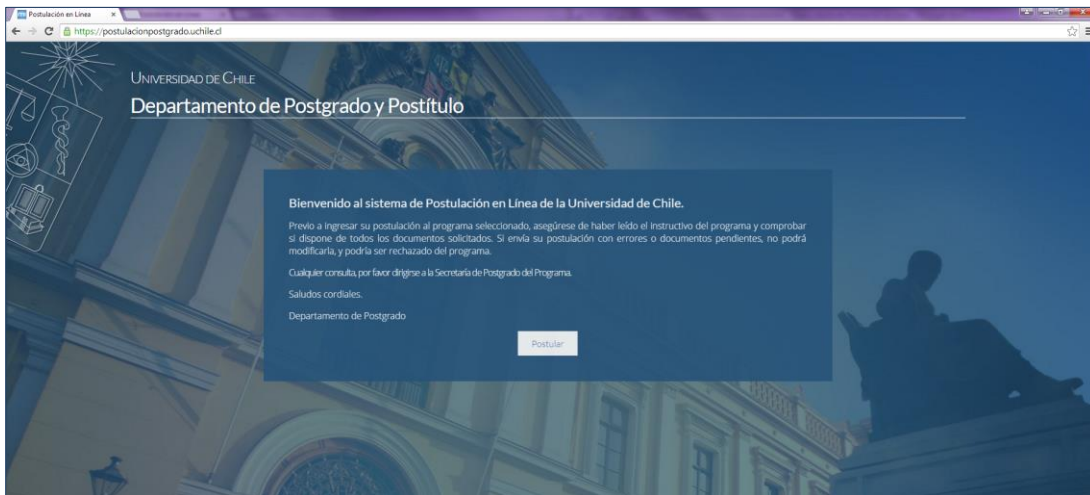 Postulación en Línea
https://postulacionpostgrado.uchile.cl
UNIVERSIDAD DE CHILE
Departamento de Postgrado y Postítulo
Bienvenido al sistema de Postulación en Línea de la Universidad de Chile.
Previo a ingresar su postulación al programa seleccionado, asegúrese de haber leído el instructivo del programa y comprobar
si dispone de todos los documentos solicitados. Si envía su postulación con errores o documentos pendientes, no podrá
modificarla, y podría ser rechazado del programa.
Cualquier consulta, por favor dirigirse a la Secretaría de Postgrado del Programa.
Saludos cordiales.
Departamento de Postgrado
Postular